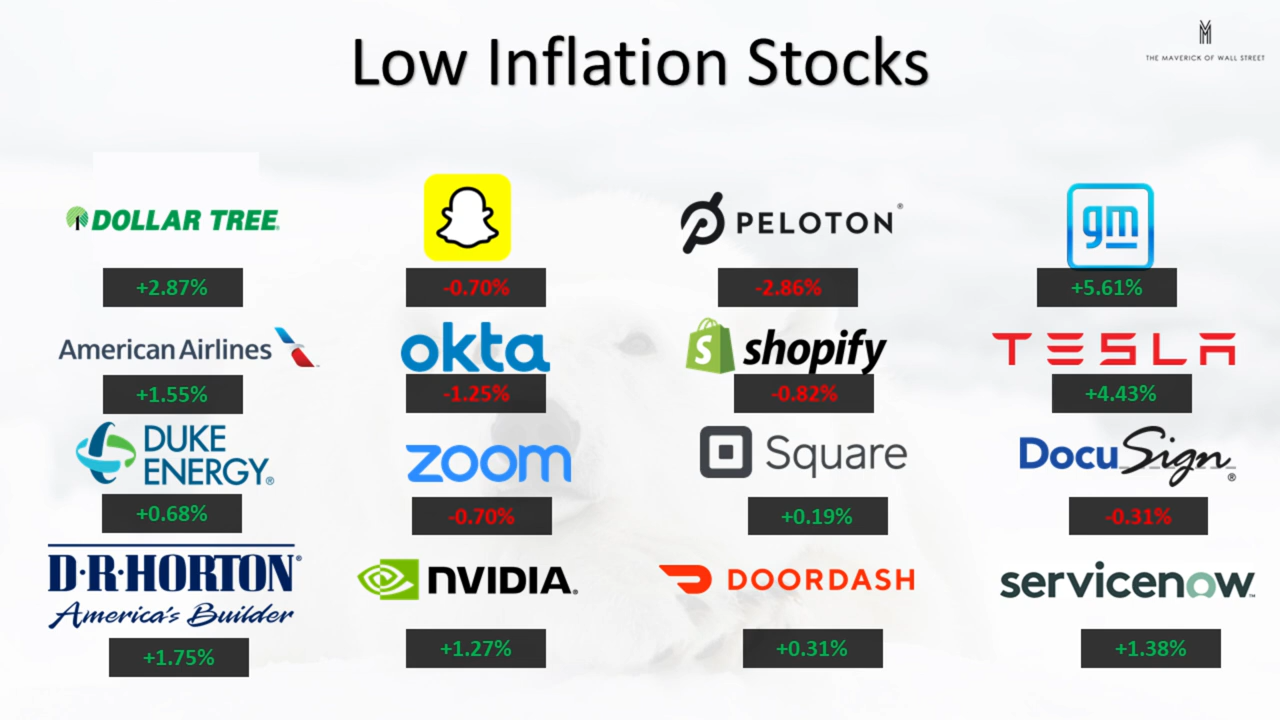 Low Inflation Stocks
THE MAVERICK OF WALL STREET
DOLLAR TREE
PELOTON®
gm
+2.87%
-0.70%
-2.86%
+5.61%
American Airlines
okta
shopify
TESLA
+1.55%
-1.25%
-0.82%
+4.43%
DUKE
ENERGY®
zoom
Square
DocuSign®
+0.68%
-0.70%
+0.19%
-0.31%
D·R·HORTON®
America's Builder
nVIDIA.
DOORDASH
servicenow™
+1.75%
+1.27%
+0.31%
+1.38%